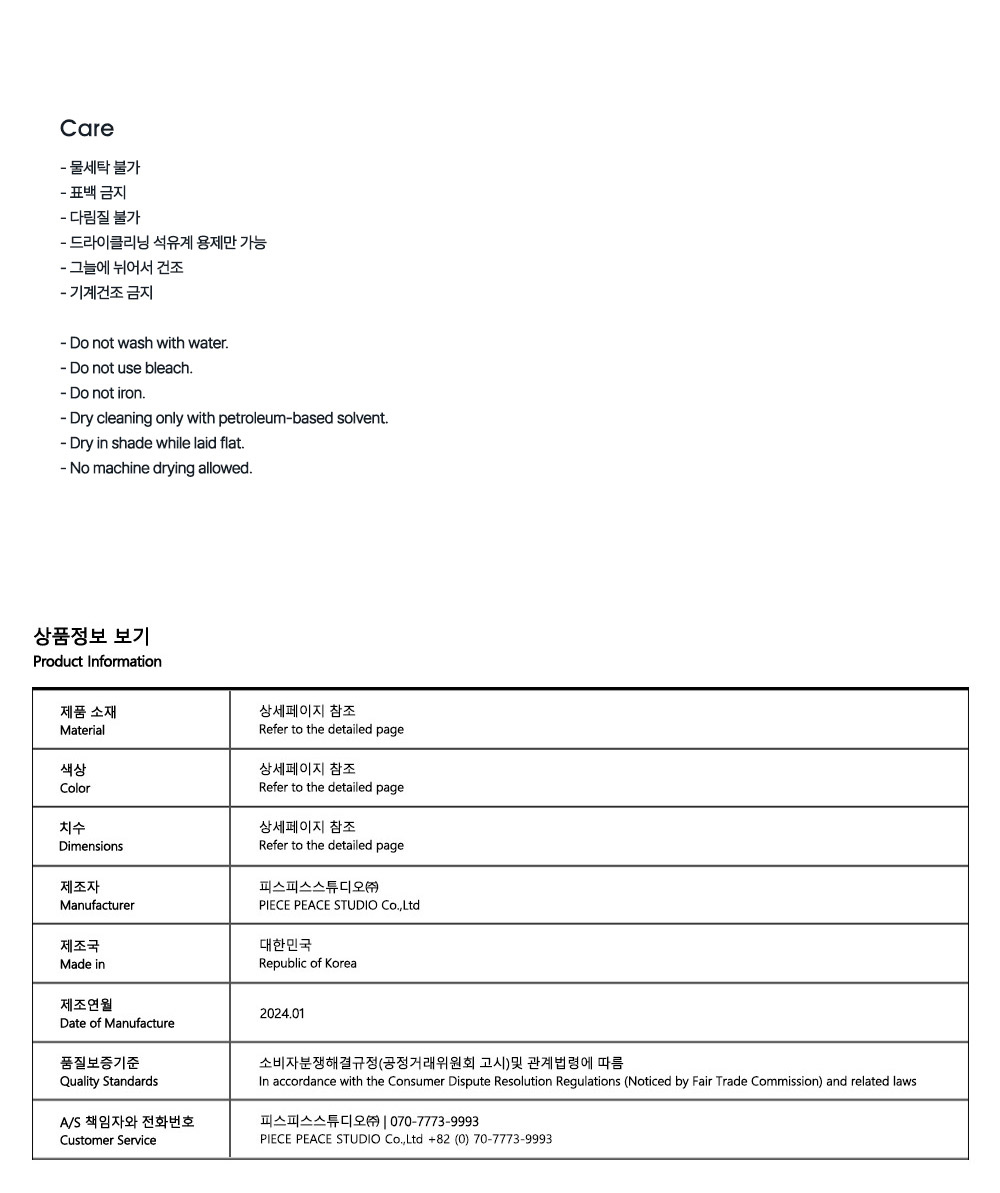 Care
- 물세탁 불가
- 표백 금지
- 다림질 불가
- 드라이클리닝 석유계 용제만 가능
- 그늘에 뉘어서 건조
- 기계건조 금지
- Do not wash with water.
- Do not use bleach.
- Do not iron.
- Dry cleaning only with petroleum-based solvent.
- Dry in shade while laid flat.
- No machine drying allowed.
상품정보 보기
Product Information
제품 소재
Material
상세페이지 참조
Refer to the detailed page
색상
Color
상세페이지 참조
Refer to the detailed page
치수
Dimensions
상세페이지 참조
Refer to the detailed page
제조자
Manufacturer
피스피스스튜디오㈜
PIECE PEACE STUDIO Co.,Ltd
제조국
Made in
대한민국
Republic of Korea
제조연월
Date of Manufacture
2024.01
품질보증기준
Quality Standards
소비자분쟁해결규정(공정거래위원회 고시)및 관계법령에 따름
In accordance with the Consumer Dispute Resolution Regulations (Noticed by Fair Trade Commission) and related laws
A/S 책임자와 전화번호
Customer Service
피스피스스튜디오㈜ | 070-7773-9993
PIECE PEACE STUDIO Co.,Ltd +82 (0) 70-7773-9993